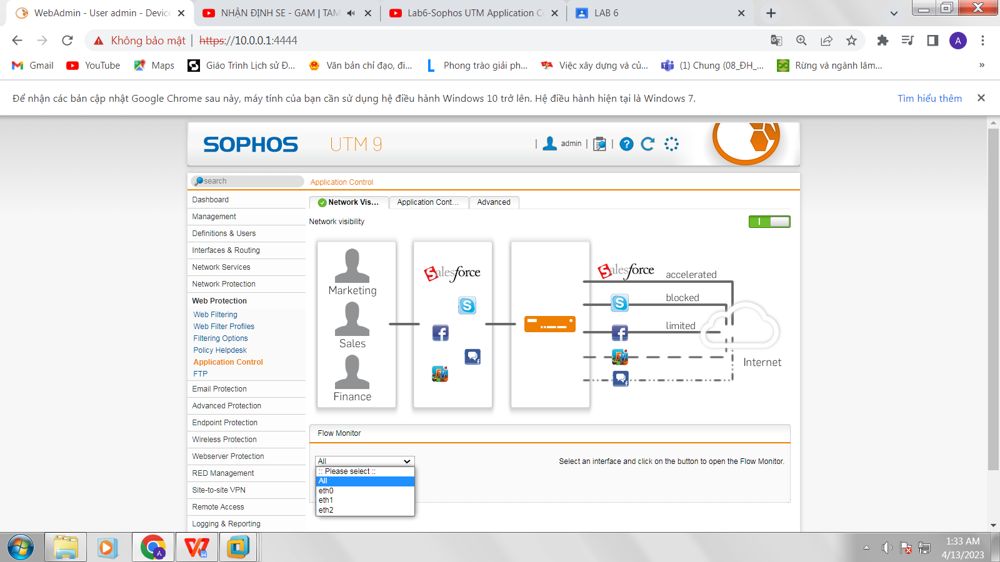 WebAdmin - User admin - Device
NHẬN ĐỊNH SE - GAM | TAM
Lab6-Sophos UTM Application Co
LAB 6
Không bảo mật | https://10.0.0.1:4444
A
Gmail
YouTube
Maps
Giáo Trình Lịch sử Đ...
Văn bản chỉ đạo, đi...
Phong trào giải ph...
Việc xây dựng và củ...
(1) Chung (08_ĐH_...
Rừng và ngành lâm...
»
Để nhận các bản cập nhật Google Chrome sau này, máy tính của bạn cần sử dụng hệ điều hành Windows 10 trở lên. Hệ điều hành hiện tại là Windows 7.
Tìm hiểu thêm
SOPHOS
UTM 9
| admin | |
search
Application Control
Dashboard
Management
Definitions & Users
Interfaces & Routing
Network Services
Network Protection
Web Protection
Web Filtering
Web Filter Profiles
Filtering Options
Policy Helpdesk
Application Control
FTP
Email Protection
Advanced Protection
Endpoint Protection
Wireless Protection
Webserver Protection
RED Management
Site-to-site VPN
Remote Access
Logging & Reporting
Network Vis...
Application Cont...
Advanced
Network visibility
Marketing
Sales
Finance
Salesforce
Salesforce
accelerated
blocked
limited
Internet
Flow Monitor
All
:: Please select ::
All
eth0
eth1
eth2
Select an interface and click on the button to open the Flow Monitor.
1:33 AM
4/13/2023